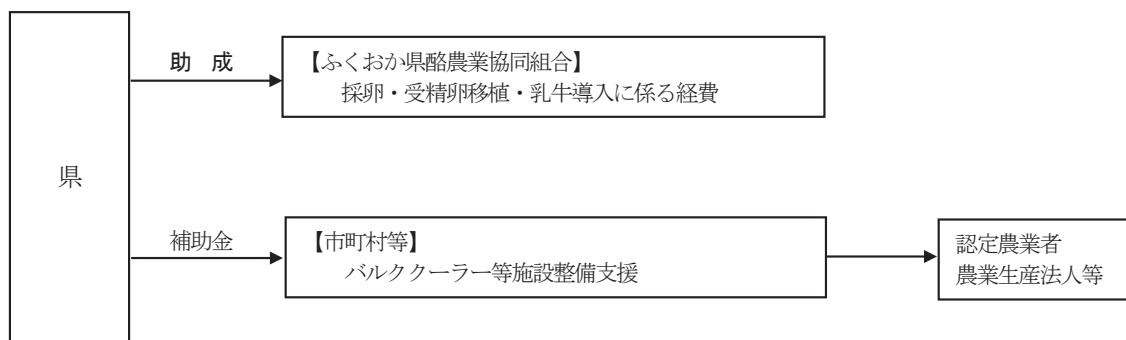 県
助　成
【ふくおか県酪農業協同組合】
採卵・受精卵移植・乳牛導入に係る経費
補助金
【市町村等】
バルククーラー等施設整備支援
認定農業者
農業生産法人等